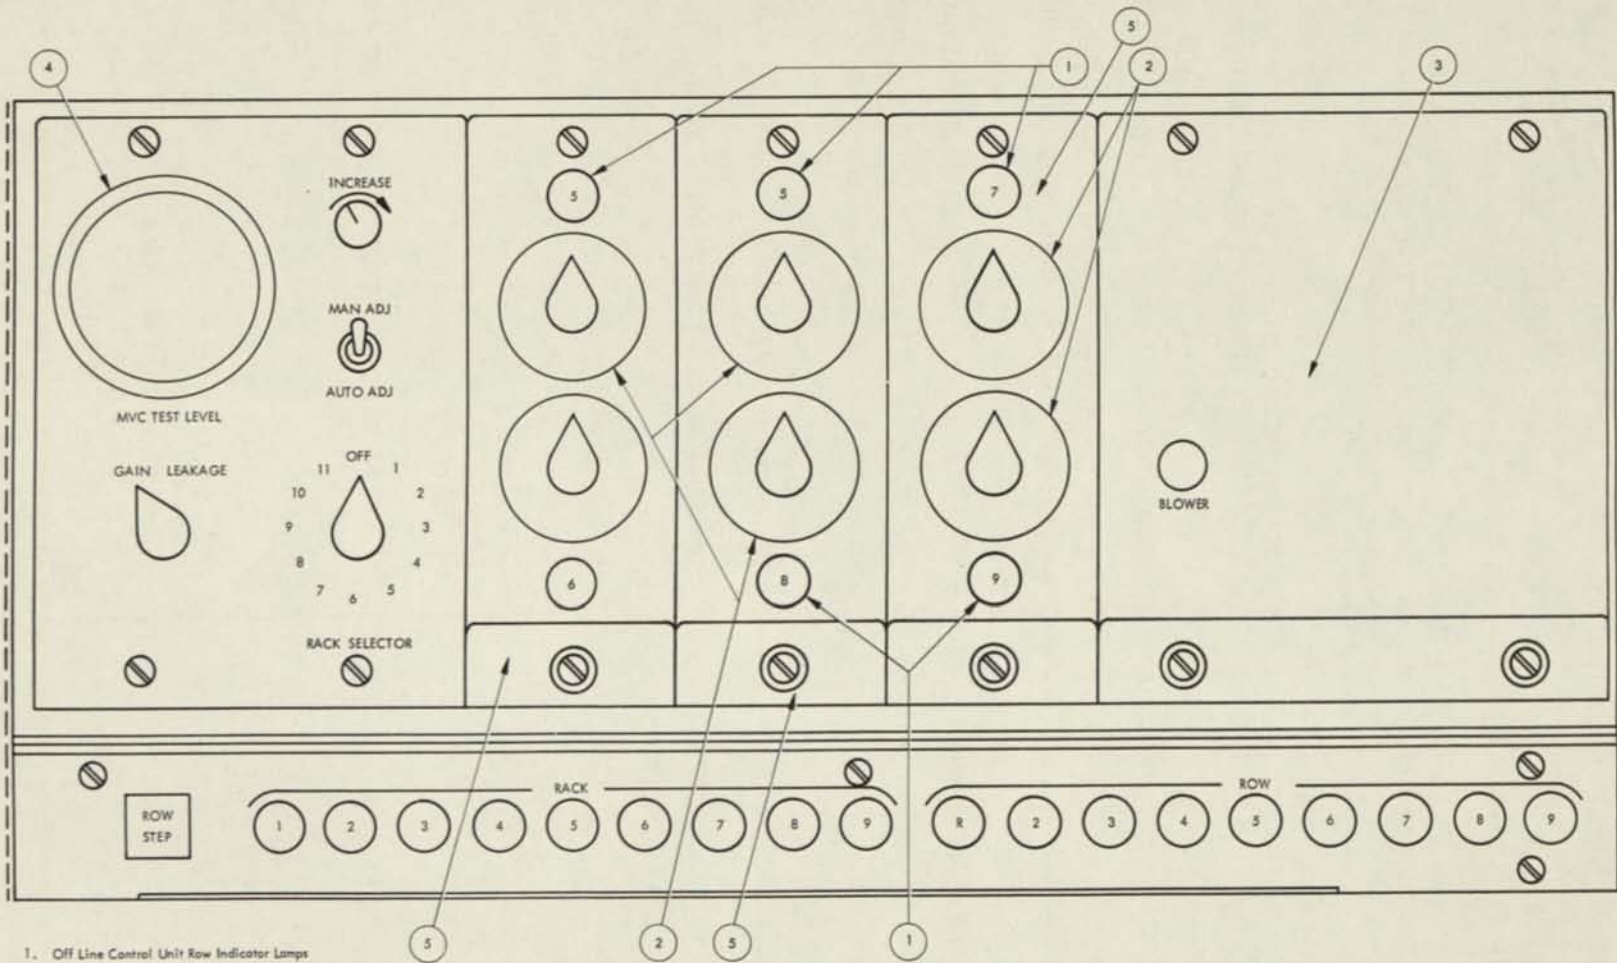 5
4
1
2
3
INCREASE
5
5
7
MAN ADJ
AUTO ADJ
MVC TEST LEVEL
GAIN LEAKAGE
OFF
11
1
10
2
9
3
8
4
7
5
6
BLOWER
6
8
9
RACK SELECTOR
RACK
ROW
ROW
STEP
1 2 3 4 5 6 7 8 9
R 2 3 4 5 6 7 8 9
5
2
5
1
1. Off Line Control Unit Row Indicator Lamps